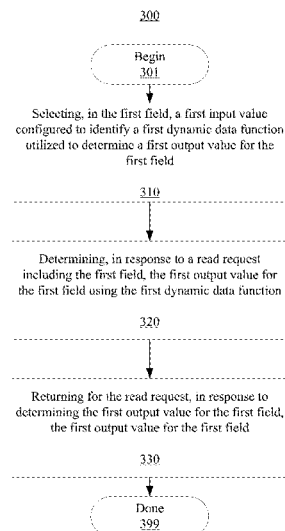 300
Begin
301
Selecting, in the first field, a first input value
configured to identify a first dynamic data function
utilized to determine a first output value for the
first field
310
Determining, in response to a read request
including the first field, the first output value for
the first field using the first dynamic data function
320
Returning for the read request, in response to
determining the first output value for the first field,
the first output value for the first field
330
Done
399